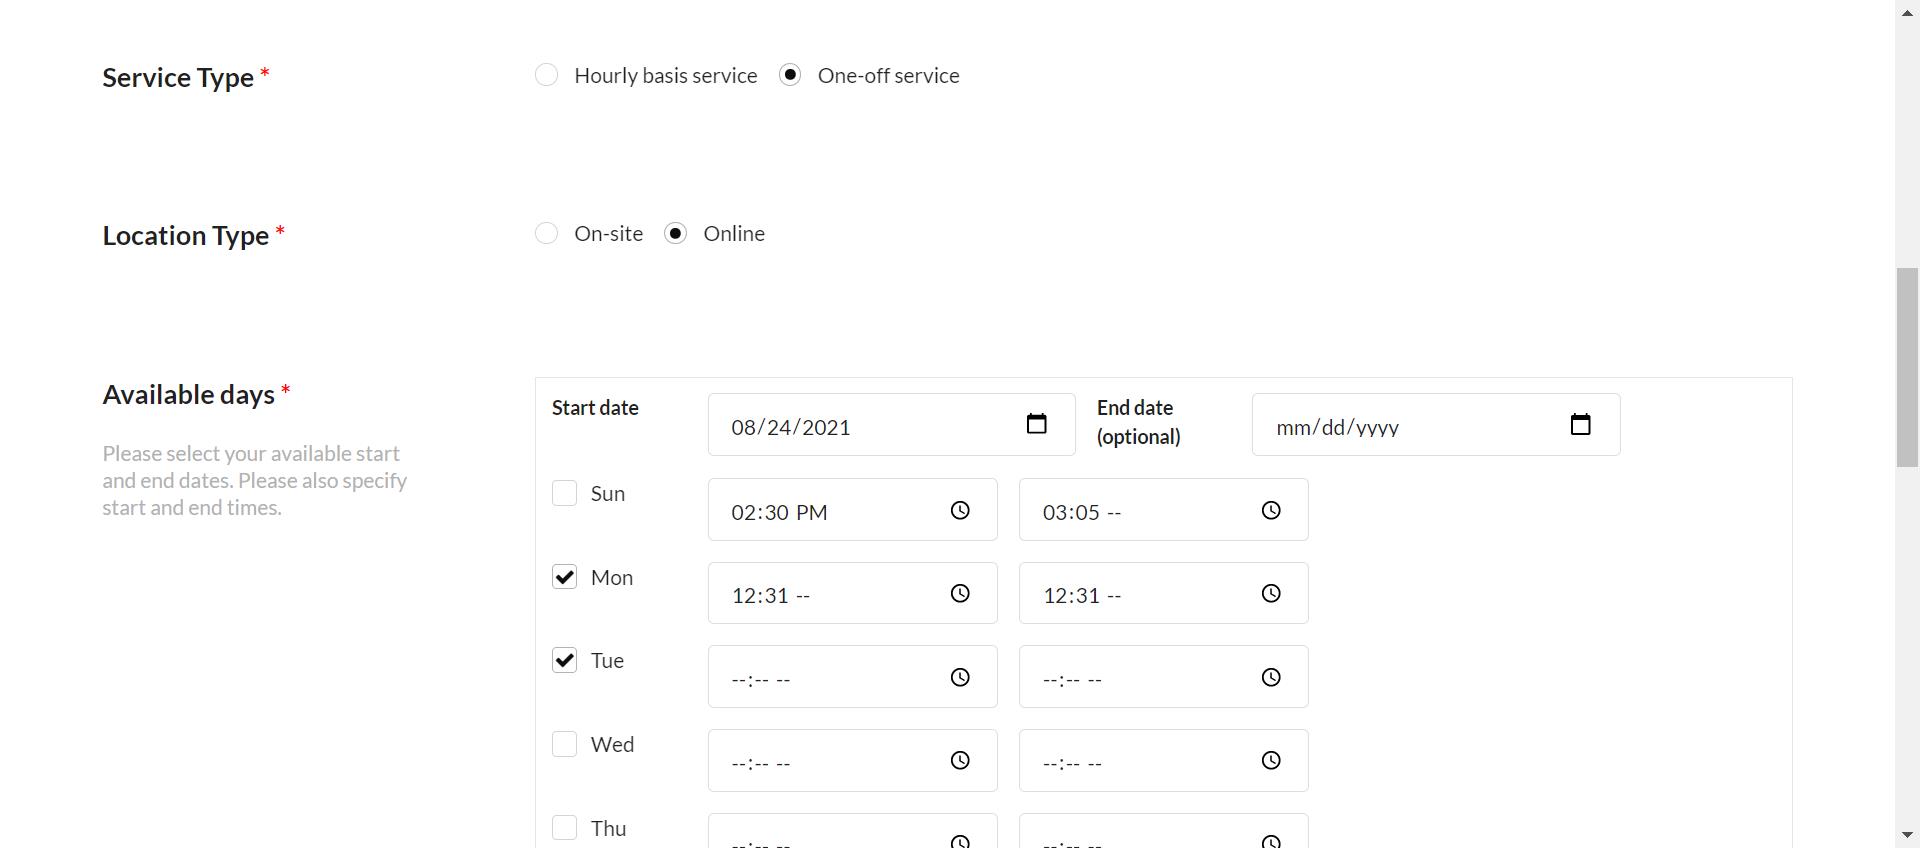 Service Type *
Hourly basis service One-off service
Location Type *
On-site Online
Available days *
Please select your available start
and end dates. Please also specify
start and end times.
Start date 08/24/2021 End date
(optional) mm/dd/yyyy
Sun 02:30 PM 03:05 --
Mon 12:31 -- 12:31 --
Tue --:-- -- --:-- --
Wed --:-- -- --:-- --
Thu --:-- -- --:-- --